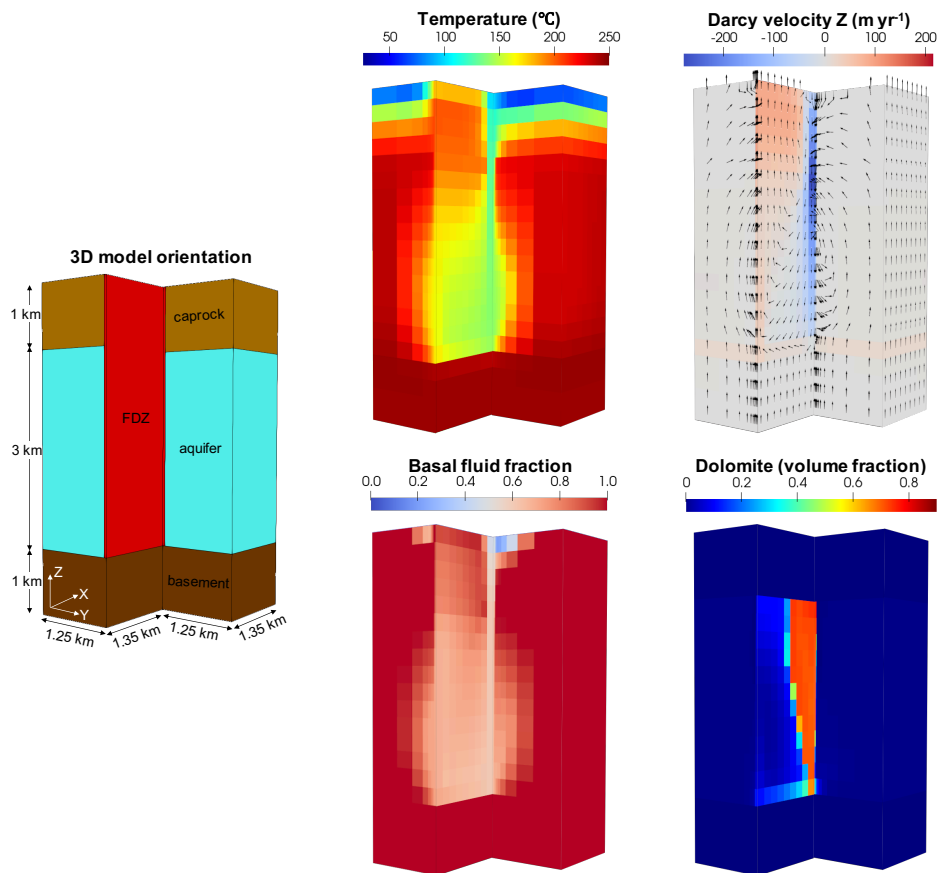 Temperature (℃)
50 100 150 200 250
Darcy velocity Z (m yr⁻¹)
-200 -100 0 100 200
3D model orientation
1 km
caprock
FDZ
3 km
aquifer
1 km
basement
Z
X
Y
1.25 km
1.35 km
1.25 km
1.35 km
Basal fluid fraction
0.0 0.2 0.4 0.6 0.8 1.0
Dolomite (volume fraction)
0 0.2 0.4 0.6